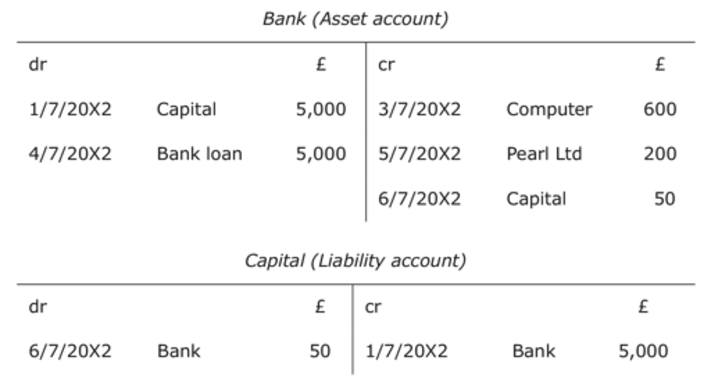 Bank (Asset account)
dr £ cr £
1/7/20X2 Capital 5,000 3/7/20X2 Computer 600
4/7/20X2 Bank loan 5,000 5/7/20X2 Pearl Ltd 200
6/7/20X2 Capital 50
Capital (Liability account)
dr £ cr £
6/7/20X2 Bank 50 1/7/20X2 Bank 5,000